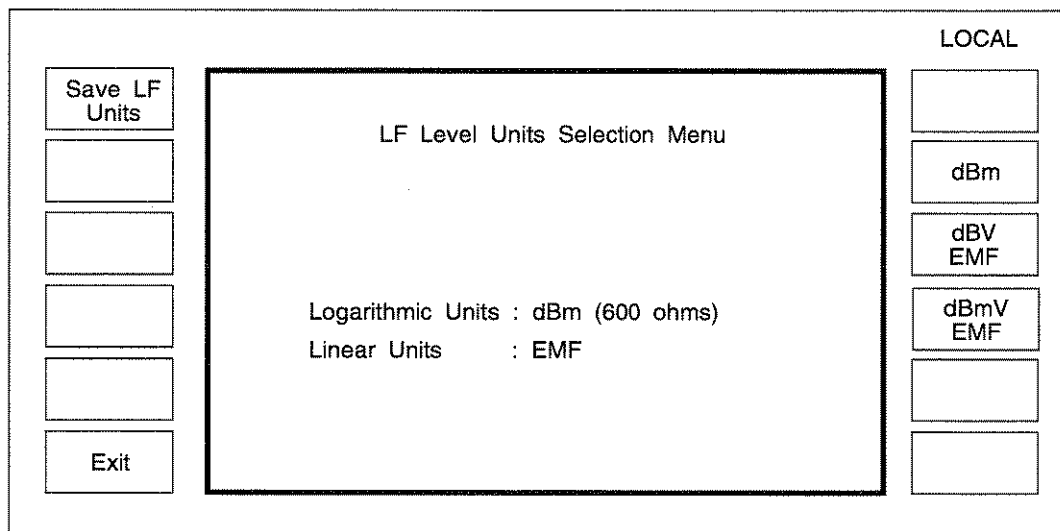 LOCAL
Save LF
Units
LF Level Units Selection Menu
dBm
dBV
EMF
Logarithmic Units : dBm (600 ohms)
Linear Units : EMF
dBmV
EMF
Exit